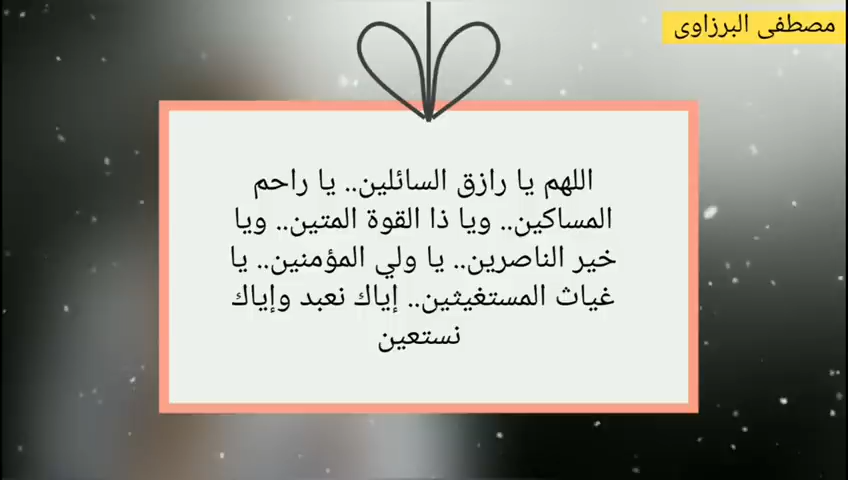 مصطفى البرزاوى
اللهم يا رازق السائلين.. يا راحم
المساكين.. ويا ذا القوة المتين.. ويا
خير الناصرين.. يا ولي المؤمنين.. يا
غياث المستغيثين.. إياك نعبد وإياك
نستعين